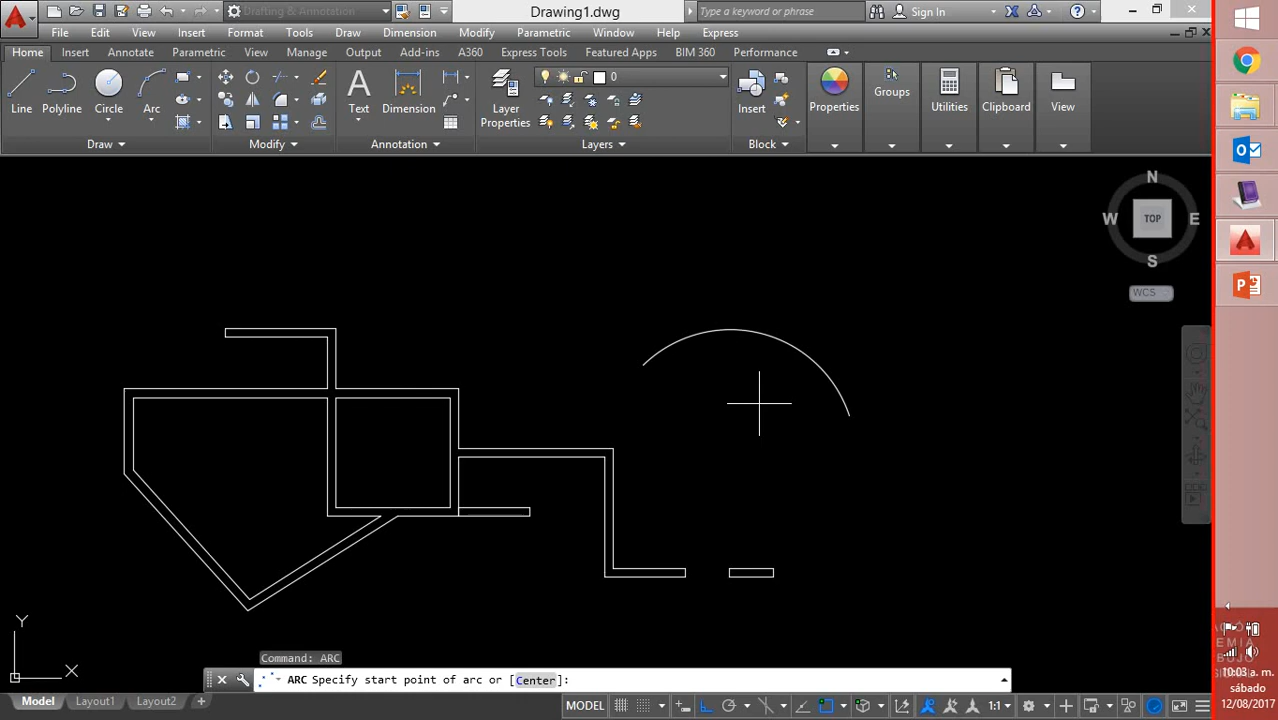 A Drafting & Annotation Drawing1.dwg Type a keyword or phrase Sign In ?
File Edit View Insert Format Tools Draw Dimension Modify Parametric Window Help Express
Home Insert Annotate Parametric View Manage Output Add-ins A360 Express Tools Featured Apps BIM 360 Performance
0
Line Polyline Circle Arc A Text Dimension Layer Properties Insert Properties Groups Utilities Clipboard View
Draw Modify Annotation Layers Block
N
W TOP E
S
WCS
Y
X
Command: ARC
ARC Specify start point of arc or [Center]:
Model Layout1 Layout2 + MODEL 1:1
10:03 a. m.
sábado
12/08/2017